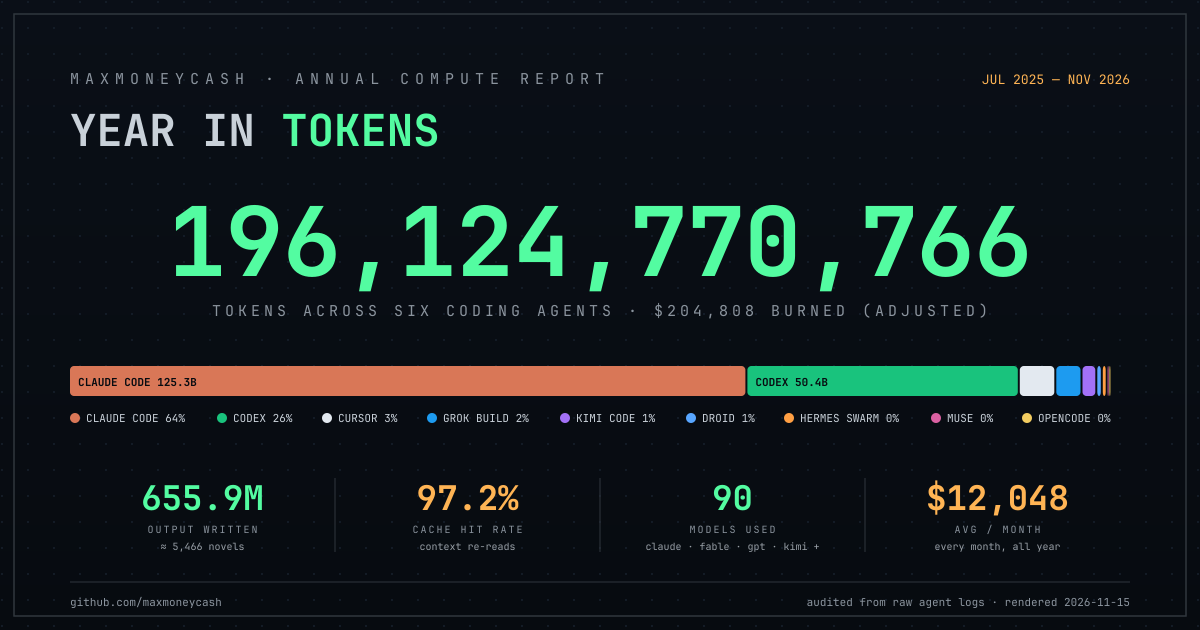 MAXMONEYCASH · ANNUAL COMPUTE REPORT
JUL 2025 — NOV 2026
YEAR IN TOKENS
196,124,770,766
TOKENS ACROSS SIX CODING AGENTS · $204,808 BURNED (ADJUSTED)
CLAUDE CODE 125.3B
CODEX 50.4B
CLAUDE CODE 64%
CODEX 26%
CURSOR 3%
GROK BUILD 2%
KIMI CODE 1%
DROID 1%
HERMES SWARM 0%
MUSE 0%
OPENCODE 0%
655.9M
OUTPUT WRITTEN
≈ 5,466 novels
97.2%
CACHE HIT RATE
context re-reads
90
MODELS USED
claude · fable · gpt · kimi +
$12,048
AVG / MONTH
every month, all year
github.com/maxmoneycash
audited from raw agent logs · rendered 2026-11-15